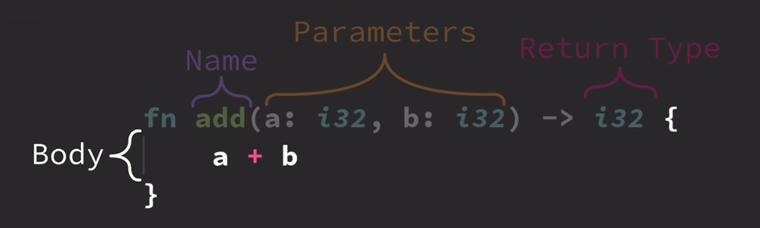 Parameters
Name
Return Type
fn add(a: i32, b: i32) -> i32 {
Body
a + b
}